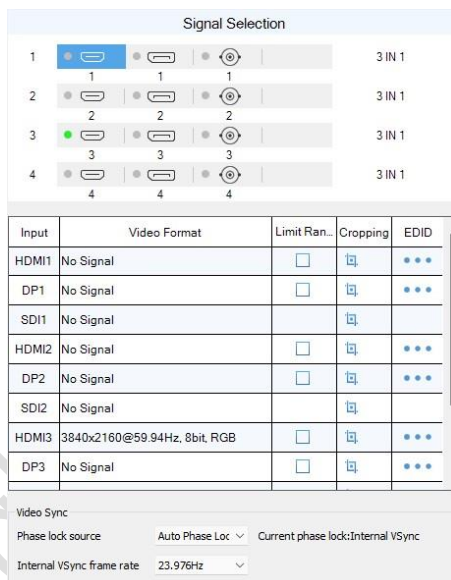 Signal Selection
1 3 IN 1
1 1 1
2 3 IN 1
2 2 2
3 3 IN 1
3 3 3
4 3 IN 1
4 4 4
Input Video Format Limit Ran... Cropping EDID
HDMI1 No Signal
DP1 No Signal
SDI1 No Signal
HDMI2 No Signal
DP2 No Signal
SDI2 No Signal
HDMI3 3840x2160@59.94Hz, 8bit, RGB
DP3 No Signal
Video Sync
Phase lock source Auto Phase Loc Current phase lock:Internal VSync
Internal VSync frame rate 23.976Hz